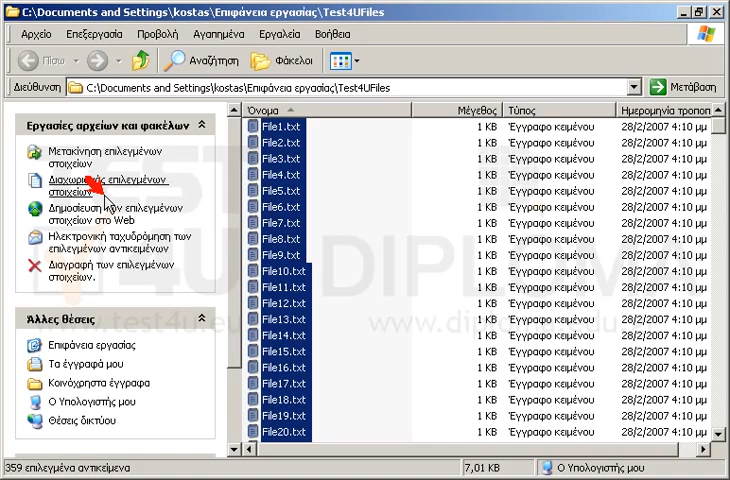 C:\Documents and Settings\kostas\Επιφάνεια εργασίας\Test4UFiles
Αρχείο Επεξεργασία Προβολή Αγαπημένα Εργαλεία Βοήθεια
Πίσω Αναζήτηση Φάκελοι
Διεύθυνση C:\Documents and Settings\kostas\Επιφάνεια εργασίας\Test4UFiles Μετάβαση
Εργασίες αρχείων και φακέλων
Μετακίνηση επιλεγμένων
στοιχείων
Διαχωρισμός επιλεγμένων
στοιχείων
Δημοσίευση των επιλεγμένων
στοιχείων στο Web
Ηλεκτρονική ταχυδρόμηση των
επιλεγμένων αντικειμένων
Διαγραφή των επιλεγμένων
στοιχείων.
Άλλες θέσεις
Επιφάνεια εργασίας
Τα έγγραφά μου
Κοινόχρηστα έγγραφα
Ο Υπολογιστής μου
Θέσεις δικτύου
Όνομα Μέγεθος Τύπος Ημερομηνία τροποπ
File1.txt 1 KB Έγγραφο κειμένου 28/2/2007 4:10 μμ
File2.txt 1 KB Έγγραφο κειμένου 28/2/2007 4:10 μμ
File3.txt 1 KB Έγγραφο κειμένου 28/2/2007 4:10 μμ
File4.txt 1 KB Έγγραφο κειμένου 28/2/2007 4:10 μμ
File5.txt 1 KB Έγγραφο κειμένου 28/2/2007 4:10 μμ
File6.txt 1 KB Έγγραφο κειμένου 28/2/2007 4:10 μμ
File7.txt 1 KB Έγγραφο κειμένου 28/2/2007 4:10 μμ
File8.txt 1 KB Έγγραφο κειμένου 28/2/2007 4:10 μμ
File9.txt 1 KB Έγγραφο κειμένου 28/2/2007 4:10 μμ
File10.txt 1 KB Έγγραφο κειμένου 28/2/2007 4:10 μμ
File11.txt 1 KB Έγγραφο κειμένου 28/2/2007 4:10 μμ
File12.txt 1 KB Έγγραφο κειμένου 28/2/2007 4:10 μμ
File13.txt 1 KB Έγγραφο κειμένου 28/2/2007 4:10 μμ
File14.txt 1 KB Έγγραφο κειμένου 28/2/2007 4:10 μμ
File15.txt 1 KB Έγγραφο κειμένου 28/2/2007 4:10 μμ
File16.txt 1 KB Έγγραφο κειμένου 28/2/2007 4:10 μμ
File17.txt 1 KB Έγγραφο κειμένου 28/2/2007 4:10 μμ
File18.txt 1 KB Έγγραφο κειμένου 28/2/2007 4:10 μμ
File19.txt 1 KB Έγγραφο κειμένου 28/2/2007 4:10 μμ
File20.txt 1 KB Έγγραφο κειμένου 28/2/2007 4:10 μμ
359 επιλεγμένα αντικείμενα 7,01 KB Ο Υπολογιστής μου